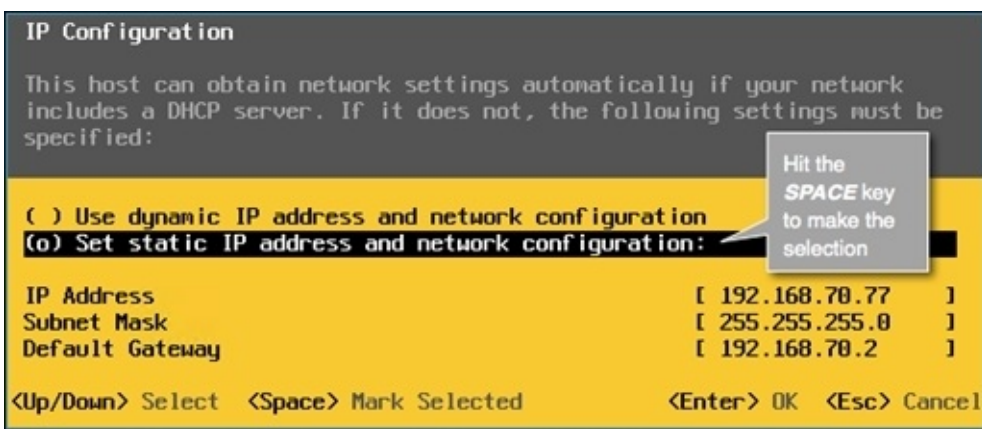 IP Configuration
This host can obtain network settings automatically if your network
includes a DHCP server. If it does not, the following settings must be
specified:
Hit the
SPACE key
to make the
selection
( ) Use dynamic IP address and network configuration
(o) Set static IP address and network configuration:
IP Address [ 192.168.70.77 ]
Subnet Mask [ 255.255.255.0 ]
Default Gateway [ 192.168.70.2 ]
<Up/Down> Select <Space> Mark Selected <Enter> OK <Esc> Cancel